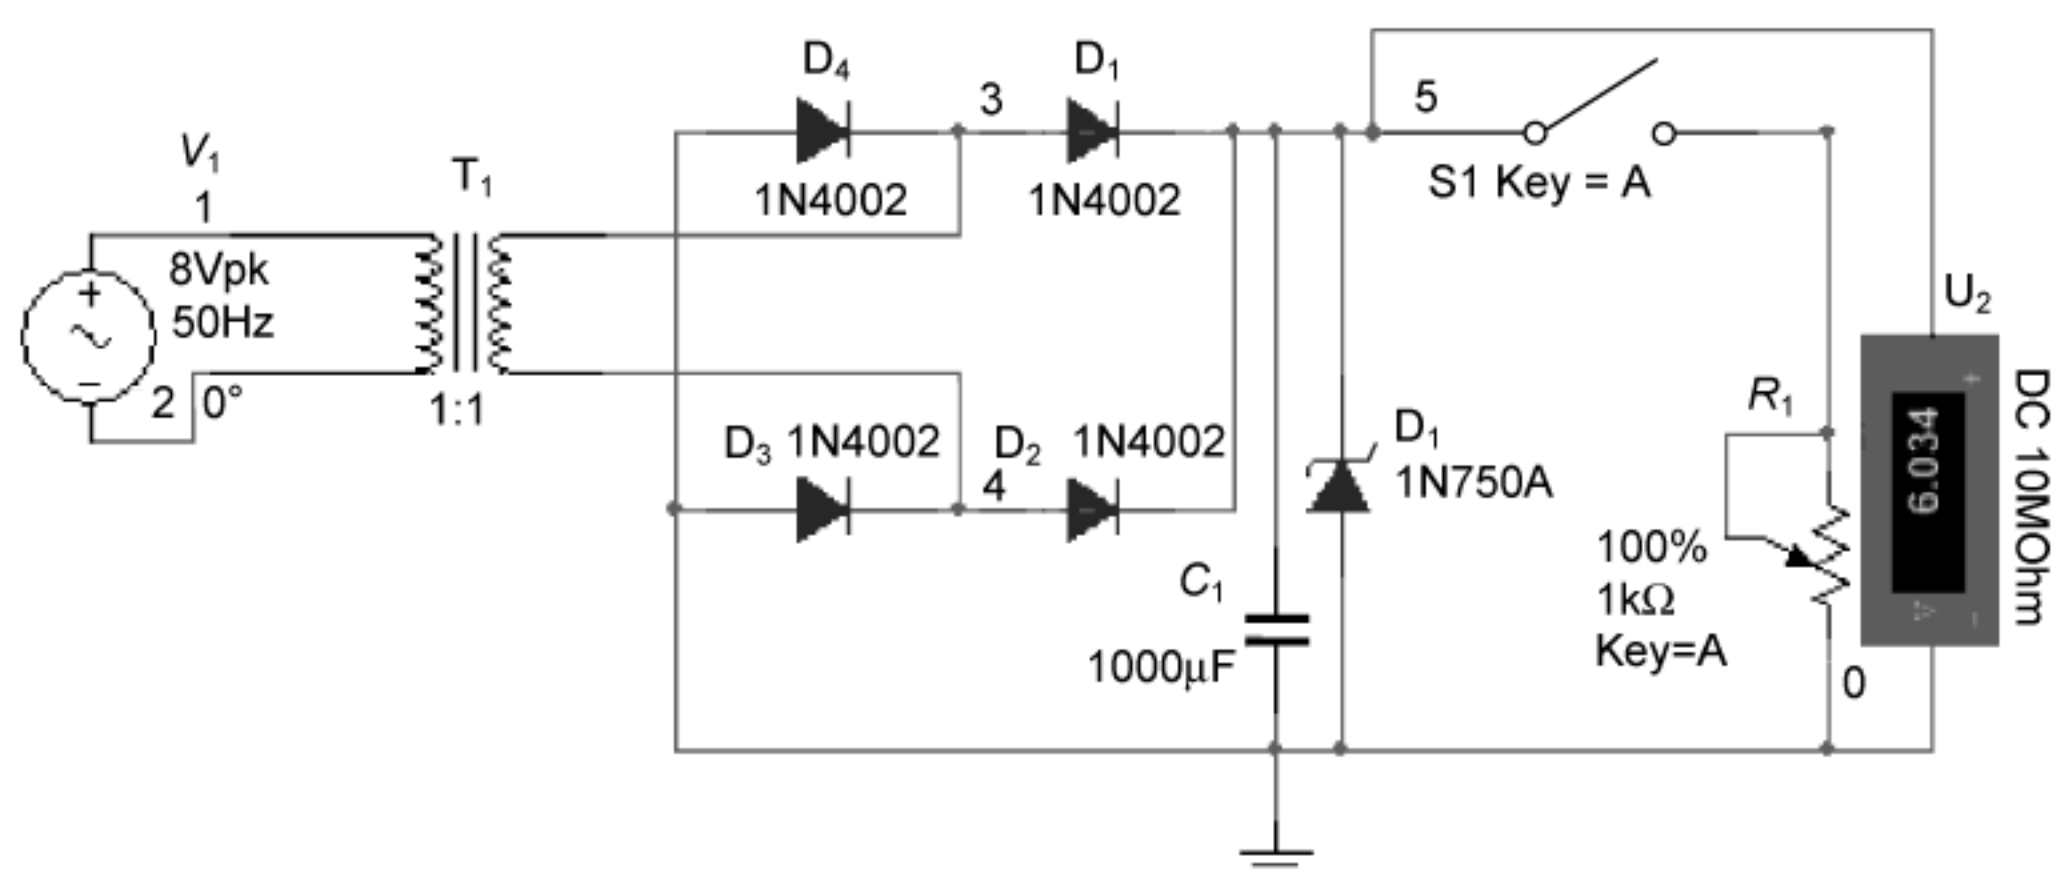 V1
1
8Vpk
50Hz
2 0°
T1
1:1
D4
1N4002
3
D1
1N4002
D3 1N4002
D2 1N4002
4
5
S1 Key = A
D1
1N750A
C1
1000µF
R1
100%
1kΩ
Key=A
0
U2
+
6.034
V
−
DC 10MOhm